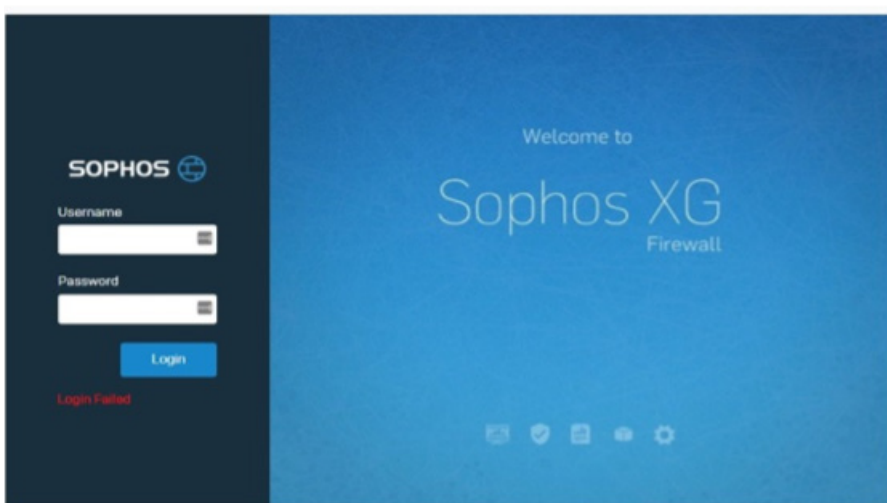 SOPHOS
Username
Password
Login
Login Failed
Welcome to
Sophos XG
Firewall